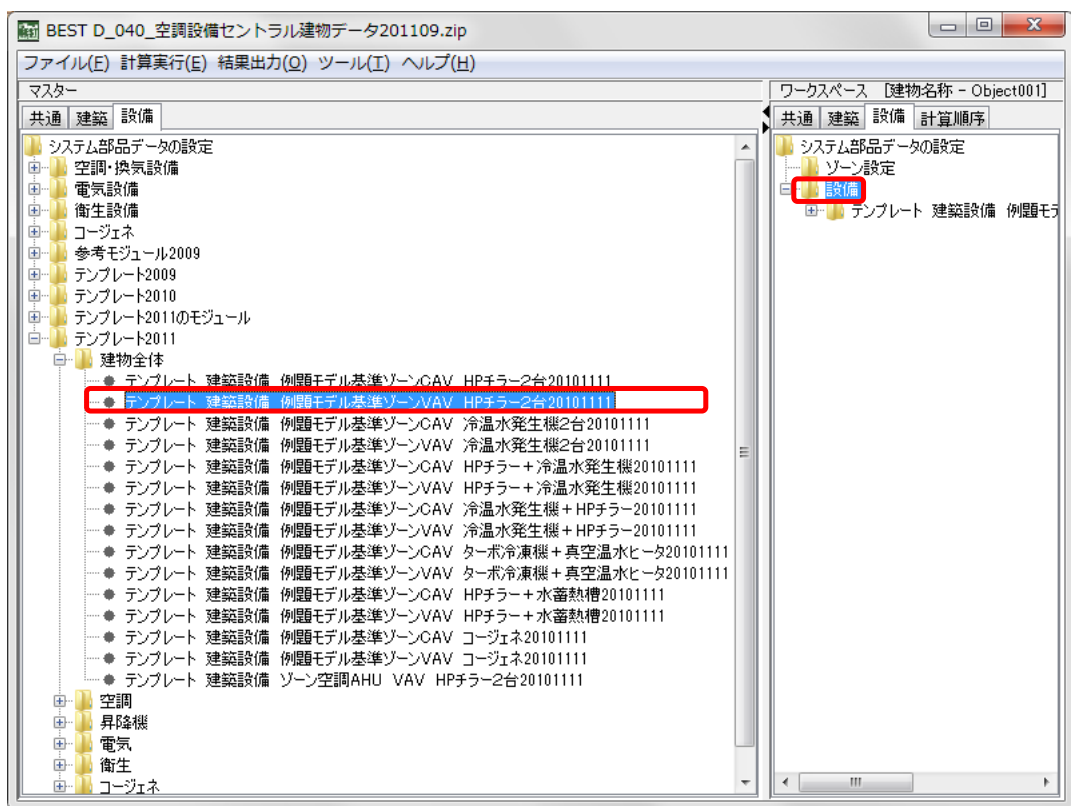 BEST D_040_空調設備セントラル建物データ201109.zip
ファイル(F) 計算実行(E) 結果出力(O) ツール(T) ヘルプ(H)
マスター
共通 建築 設備
システム部品データの設定
空調・換気設備
電気設備
衛生設備
コージェネ
参考モジュール2009
テンプレート2009
テンプレート2010
テンプレート2011のモジュール
テンプレート2011
建物全体
テンプレート 建築設備 例題モデル基準ゾーンCAV HPチラー2台20101111
テンプレート 建築設備 例題モデル基準ゾーンVAV HPチラー2台20101111
テンプレート 建築設備 例題モデル基準ゾーンCAV 冷温水発生機2台20101111
テンプレート 建築設備 例題モデル基準ゾーンVAV 冷温水発生機2台20101111
テンプレート 建築設備 例題モデル基準ゾーンCAV HPチラー+冷温水発生機20101111
テンプレート 建築設備 例題モデル基準ゾーンVAV HPチラー+冷温水発生機20101111
テンプレート 建築設備 例題モデル基準ゾーンCAV 冷温水発生機+HPチラー20101111
テンプレート 建築設備 例題モデル基準ゾーンVAV 冷温水発生機+HPチラー20101111
テンプレート 建築設備 例題モデル基準ゾーンCAV ターボ冷凍機+真空温水ヒータ20101111
テンプレート 建築設備 例題モデル基準ゾーンVAV ターボ冷凍機+真空温水ヒータ20101111
テンプレート 建築設備 例題モデル基準ゾーンCAV HPチラー+水蓄熱槽20101111
テンプレート 建築設備 例題モデル基準ゾーンVAV HPチラー+水蓄熱槽20101111
テンプレート 建築設備 例題モデル基準ゾーンCAV コージェネ20101111
テンプレート 建築設備 例題モデル基準ゾーンVAV コージェネ20101111
テンプレート 建築設備 ゾーン空調AHU VAV HPチラー2台20101111
空調
昇降機
電気
衛生
コージェネ
ワークスペース [建物名称 - Object001]
共通 建築 設備 計算順序
システム部品データの設定
ゾーン設定
設備
テンプレート 建築設備 例題モデ